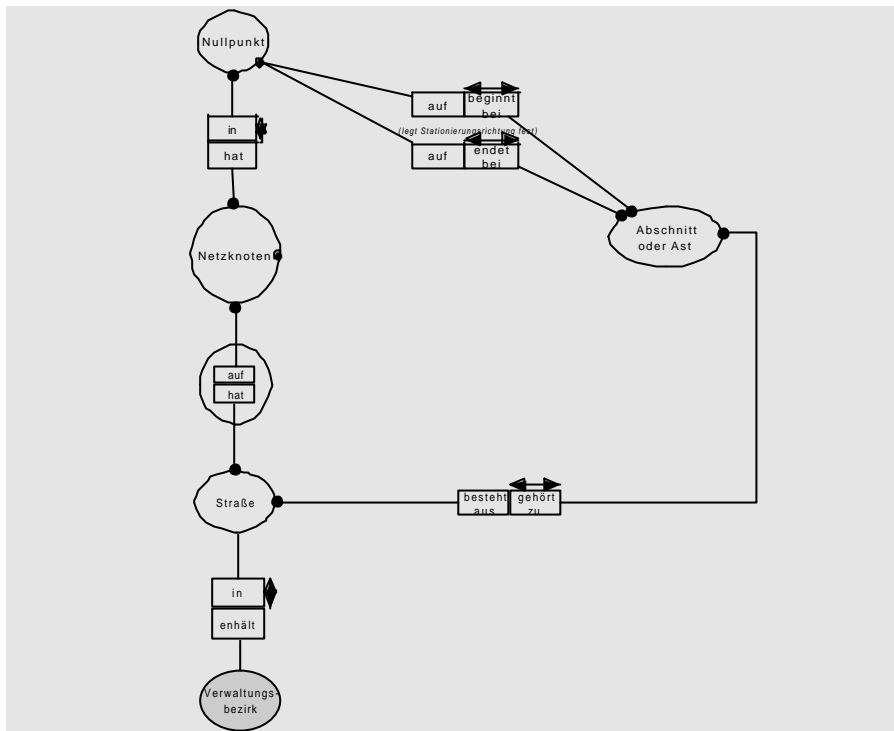 Nullpunkt
auf
beginnt
bei
(legt Stationierungsrichtung fest)
in
hat
auf
endet
bei
Abschnitt
oder Ast
Netzknoten
auf
hat
Straße
besteht
aus
gehört
zu
in
enhält
Verwaltungs-
bezirk